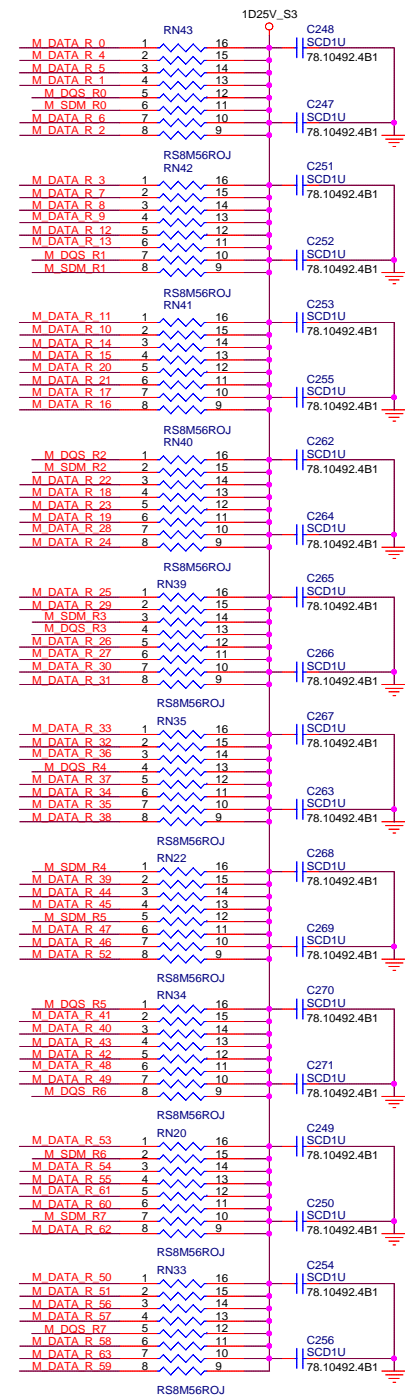 1D25V_S3
RN43
C248
SCD1U
78.10492.4B1
M_DATA_R_0 1 16
M_DATA_R_4 2 15
M_DATA_R_5 3 14
M_DATA_R_1 4 13
M_DQS_R0 5 12
M_SDM_R0 6 11
M_DATA_R_6 7 10
M_DATA_R_2 8 9
C247
SCD1U
78.10492.4B1
RS8M56ROJ
RN42
C251
SCD1U
78.10492.4B1
M_DATA_R_3 1 16
M_DATA_R_7 2 15
M_DATA_R_8 3 14
M_DATA_R_9 4 13
M_DATA_R_12 5 12
M_DATA_R_13 6 11
M_DQS_R1 7 10
M_SDM_R1 8 9
C252
SCD1U
78.10492.4B1
RS8M56ROJ
RN41
C253
SCD1U
78.10492.4B1
M_DATA_R_11 1 16
M_DATA_R_10 2 15
M_DATA_R_14 3 14
M_DATA_R_15 4 13
M_DATA_R_20 5 12
M_DATA_R_21 6 11
M_DATA_R_17 7 10
M_DATA_R_16 8 9
C255
SCD1U
78.10492.4B1
RS8M56ROJ
RN40
C262
SCD1U
78.10492.4B1
M_DQS_R2 1 16
M_SDM_R2 2 15
M_DATA_R_22 3 14
M_DATA_R_18 4 13
M_DATA_R_23 5 12
M_DATA_R_19 6 11
M_DATA_R_28 7 10
M_DATA_R_24 8 9
C264
SCD1U
78.10492.4B1
RS8M56ROJ
RN39
C265
SCD1U
78.10492.4B1
M_DATA_R_25 1 16
M_DATA_R_29 2 15
M_SDM_R3 3 14
M_DQS_R3 4 13
M_DATA_R_26 5 12
M_DATA_R_27 6 11
M_DATA_R_30 7 10
M_DATA_R_31 8 9
C266
SCD1U
78.10492.4B1
RS8M56ROJ
RN35
C267
SCD1U
78.10492.4B1
M_DATA_R_33 1 16
M_DATA_R_32 2 15
M_DATA_R_36 3 14
M_DQS_R4 4 13
M_DATA_R_37 5 12
M_DATA_R_34 6 11
M_DATA_R_35 7 10
M_DATA_R_38 8 9
C263
SCD1U
78.10492.4B1
RS8M56ROJ
RN22
C268
SCD1U
78.10492.4B1
M_SDM_R4 1 16
M_DATA_R_39 2 15
M_DATA_R_44 3 14
M_DATA_R_45 4 13
M_SDM_R5 5 12
M_DATA_R_47 6 11
M_DATA_R_46 7 10
M_DATA_R_52 8 9
C269
SCD1U
78.10492.4B1
RS8M56ROJ
RN34
C270
SCD1U
78.10492.4B1
M_DQS_R5 1 16
M_DATA_R_41 2 15
M_DATA_R_40 3 14
M_DATA_R_43 4 13
M_DATA_R_42 5 12
M_DATA_R_48 6 11
M_DATA_R_49 7 10
M_DQS_R6 8 9
C271
SCD1U
78.10492.4B1
RS8M56ROJ
RN20
C249
SCD1U
78.10492.4B1
M_DATA_R_53 1 16
M_SDM_R6 2 15
M_DATA_R_54 3 14
M_DATA_R_55 4 13
M_DATA_R_61 5 12
M_DATA_R_60 6 11
M_SDM_R7 7 10
M_DATA_R_62 8 9
C250
SCD1U
78.10492.4B1
RS8M56ROJ
RN33
C254
SCD1U
78.10492.4B1
M_DATA_R_50 1 16
M_DATA_R_51 2 15
M_DATA_R_56 3 14
M_DATA_R_57 4 13
M_DQS_R7 5 12
M_DATA_R_58 6 11
M_DATA_R_63 7 10
M_DATA_R_59 8 9
C256
SCD1U
78.10492.4B1
RS8M56ROJ